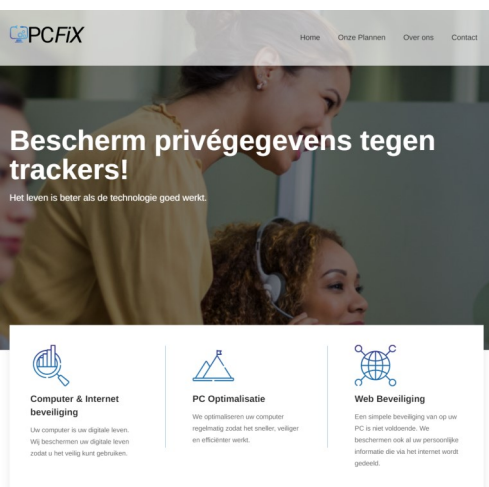 PCFiX
Home Onze Plannen Over ons Contact
Bescherm privégegevens tegen
trackers!
Het leven is beter als de technologie goed werkt.
Computer & Internet
beveiliging
Uw computer is uw digitale leven.
Wij beschermen uw digitale leven
zodat u het veilig kunt gebruiken.
PC Optimalisatie
We optimaliseren uw computer
regelmatig zodat het sneller, veiliger
en efficiënter werkt.
Web Beveiliging
Een simpele beveiliging van op uw
PC is niet voldoende. We
beschermen ook al uw persoonlijke
informatie die via het internet wordt
gedeeld.